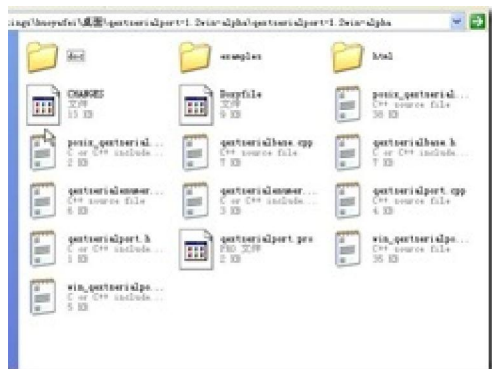 ings\huoyufei\桌面\qextserialport-1.2win-alpha\qextserialport-1.2win-alpha
doc
examples
html
CHANGES
文件
15 KB
Doxyfile
文件
9 KB
posix_qextserial...
C++ source file
38 KB
posix_qextserial...
C or C++ include...
2 KB
qextserialbase.cpp
C++ source file
7 KB
qextserialbase.h
C or C++ include...
7 KB
qextserialenumer...
C++ source file
6 KB
qextserialenumer...
C or C++ include...
3 KB
qextserialport.cpp
C++ source file
4 KB
qextserialport.h
C or C++ include...
1 KB
qextserialport.pro
PRO 文件
2 KB
win_qextserialpo...
C++ source file
35 KB
win_qextserialpo...
C or C++ include...
5 KB